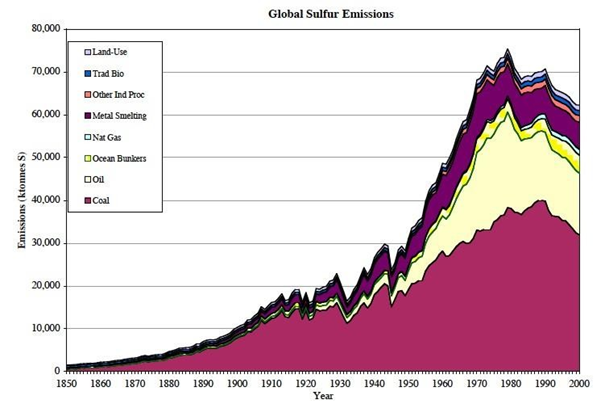 Global Sulfur Emissions
80,000
70,000
60,000
50,000
40,000
30,000
20,000
10,000
0
Emissions (ktonnes S)
Land-Use
Trad Bio
Other Ind Proc
Metal Smelting
Nat Gas
Ocean Bunkers
Oil
Coal
1850 1860 1870 1880 1890 1900 1910 1920 1930 1940 1950 1960 1970 1980 1990 2000
Year